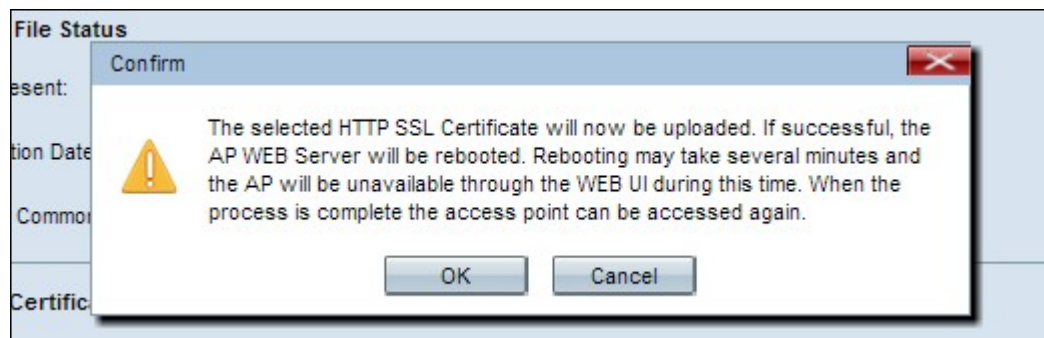 File Status
Confirm
esent:
The selected HTTP SSL Certificate will now be uploaded. If successful, the
AP WEB Server will be rebooted. Rebooting may take several minutes and
tion Date
the AP will be unavailable through the WEB UI during this time. When the
process is complete the access point can be accessed again.
Commo
OK Cancel
Certific